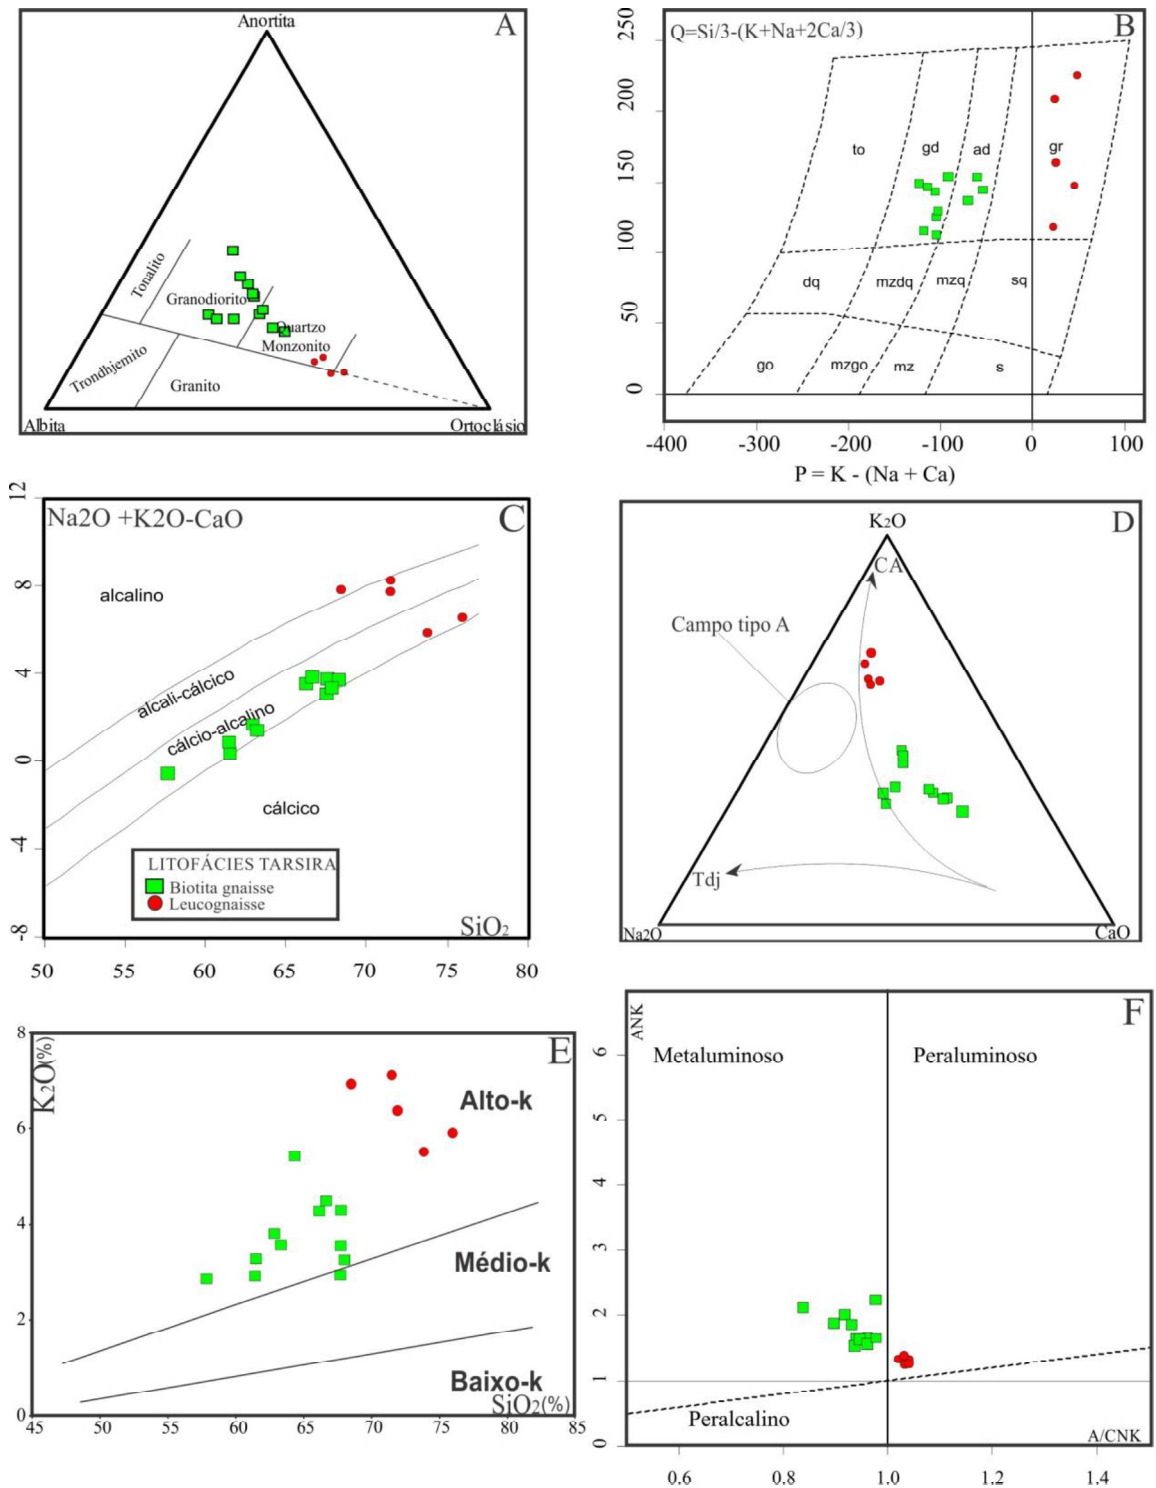 A
Anortita
Tonalito
Granodiorito
Quartzo
Monzonito
Trondhjemito
Granito
Albita
Ortoclásio
B
Q=Si/3-(K+Na+2Ca/3)
250
200
150
100
50
0
to
gd
ad
gr
dq
mzdq
mzq
sq
go
mzgo
mz
s
-400
-300
-200
-100
0
100
P = K - (Na + Ca)
C
Na2O +K2O-CaO
12
8
4
0
-4
-8
alcalino
alcali-cálcico
cálcio-alcalino
cálcico
LITOFÁCIES TARSIRA
Biotita gnaisse
Leucognaisse
SiO2
50
55
60
65
70
75
80
D
K2O
CA
Campo tipo A
Tdj
Na2O
CaO
E
K2O(%)
8
6
4
2
0
Alto-k
Médio-k
Baixo-k
SiO2(%)
45
50
55
60
65
70
75
80
85
F
ANK
6
5
4
3
2
1
0
Metaluminoso
Peraluminoso
Peralcalino
A/CNK
0.6
0.8
1.0
1.2
1.4